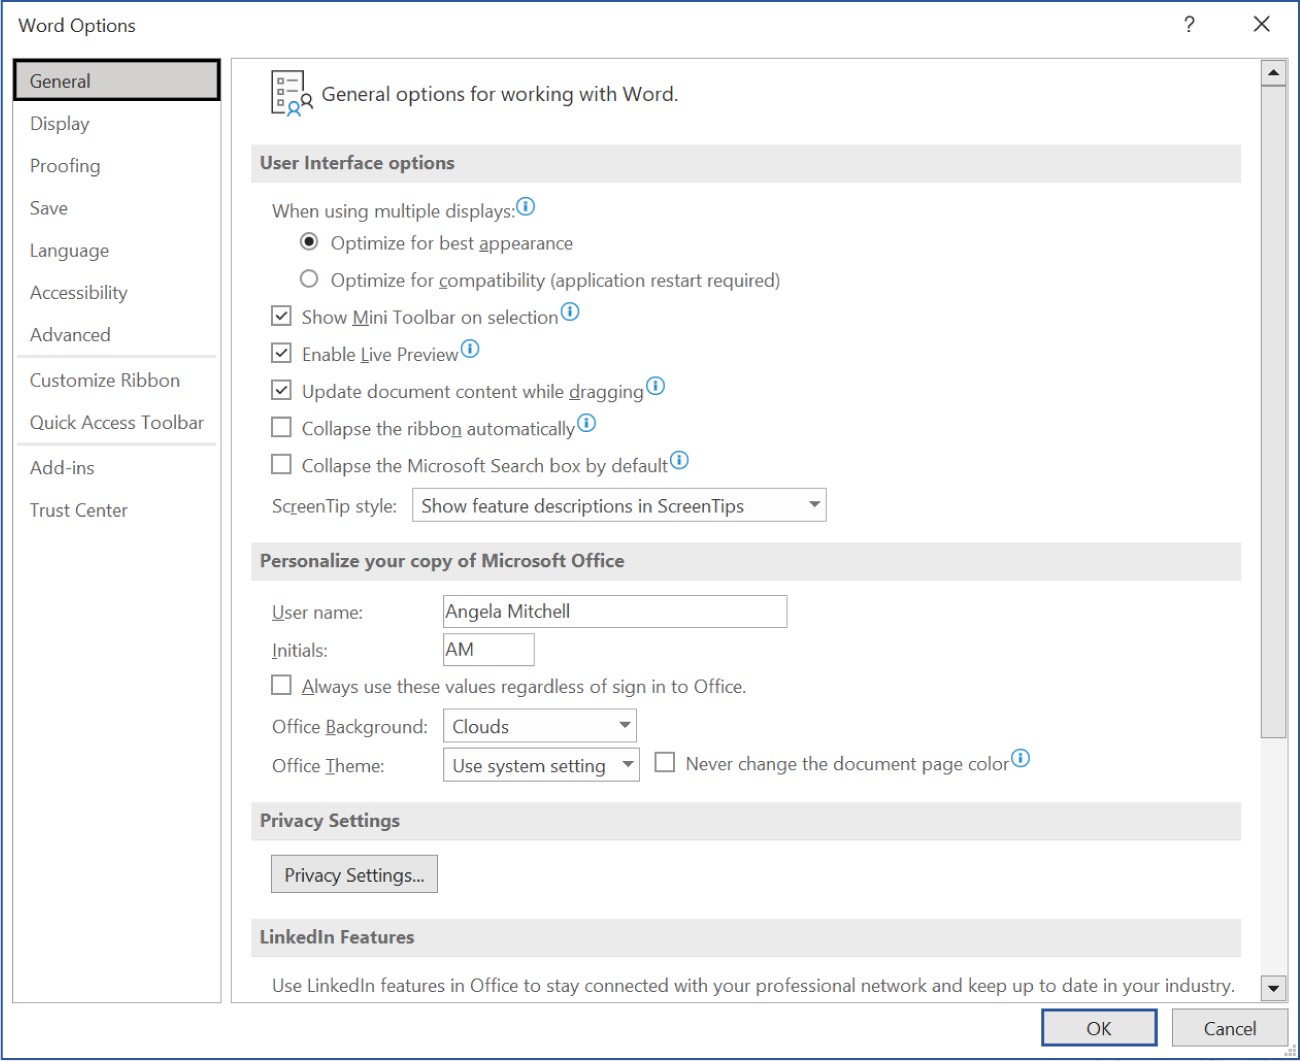 Word Options
?
General
Display
Proofing
Save
Language
Accessibility
Advanced
Customize Ribbon
Quick Access Toolbar
Add-ins
Trust Center
General options for working with Word.
User Interface options
When using multiple displays:
Optimize for best appearance
Optimize for compatibility (application restart required)
Show Mini Toolbar on selection
Enable Live Preview
Update document content while dragging
Collapse the ribbon automatically
Collapse the Microsoft Search box by default
ScreenTip style: Show feature descriptions in ScreenTips
Personalize your copy of Microsoft Office
User name: Angela Mitchell
Initials: AM
Always use these values regardless of sign in to Office.
Office Background: Clouds
Office Theme: Use system setting Never change the document page color
Privacy Settings
Privacy Settings...
LinkedIn Features
Use LinkedIn features in Office to stay connected with your professional network and keep up to date in your industry.
OK Cancel